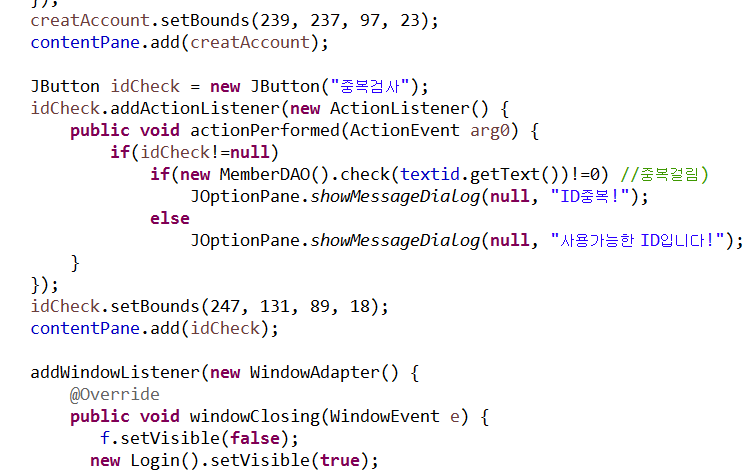 });
creatAccount.setBounds(239, 237, 97, 23);
contentPane.add(creatAccount);
JButton idCheck = new JButton("중복검사");
idCheck.addActionListener(new ActionListener() {
public void actionPerformed(ActionEvent arg0) {
if(idCheck!=null)
if(new MemberDAO().check(textid.getText())!=0) //중복걸림)
JOptionPane.showMessageDialog(null, "ID중복!");
else
JOptionPane.showMessageDialog(null, "사용가능한 ID입니다!");
}
});
idCheck.setBounds(247, 131, 89, 18);
contentPane.add(idCheck);
addWindowListener(new WindowAdapter() {
@Override
public void windowClosing(WindowEvent e) {
f.setVisible(false);
new Login().setVisible(true);